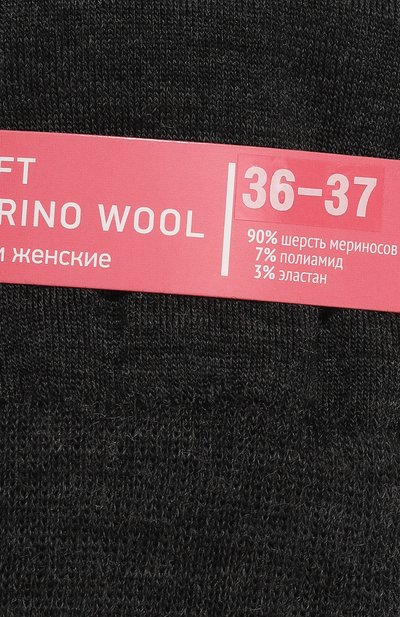 FT
RINO WOOL
и женские
36–37
90% шерсть мериносов
7% полиамид
3% эластан